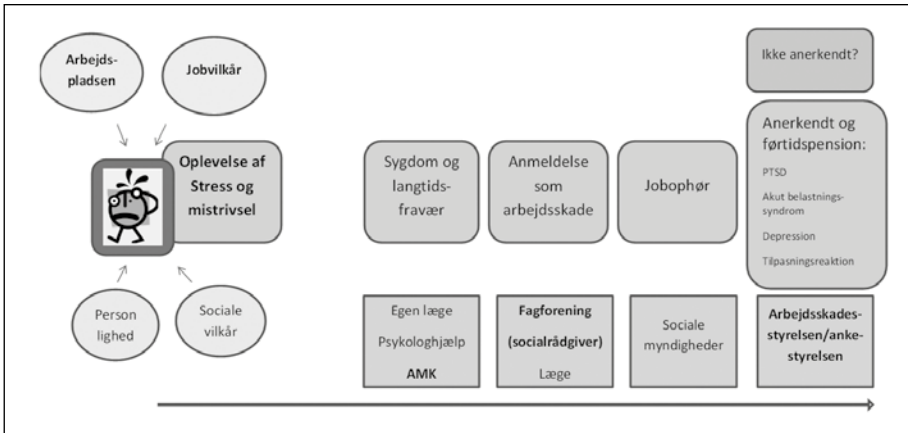 Arbejds-
pladsen
Jobvilkår
Oplevelse af
Stress og
mistrivsel
Person
lighed
Sociale
vilkår
Sygdom og
langtids-
fravær
Anmeldelse
som
arbejdsskade
Jobophør
Ikke anerkendt?
Anerkendt og
førtidspension:
PTSD
Akut belastnings-
syndrom
Depression
Tilpasningsreaktion
Egen læge
Psykologhjælp
AMK
Fagforening
(socialrådgiver)
Læge
Sociale
myndigheder
Arbejdsskades-
styrelsen/anke-
styrelsen